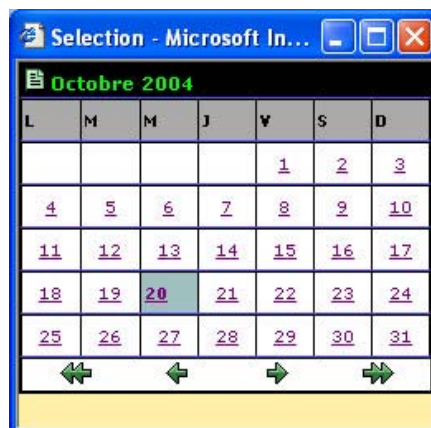 Selection - Microsoft In...
Octobre 2004
L M M J V S D
1 2 3
4 5 6 7 8 9 10
11 12 13 14 15 16 17
18 19 20 21 22 23 24
25 26 27 28 29 30 31